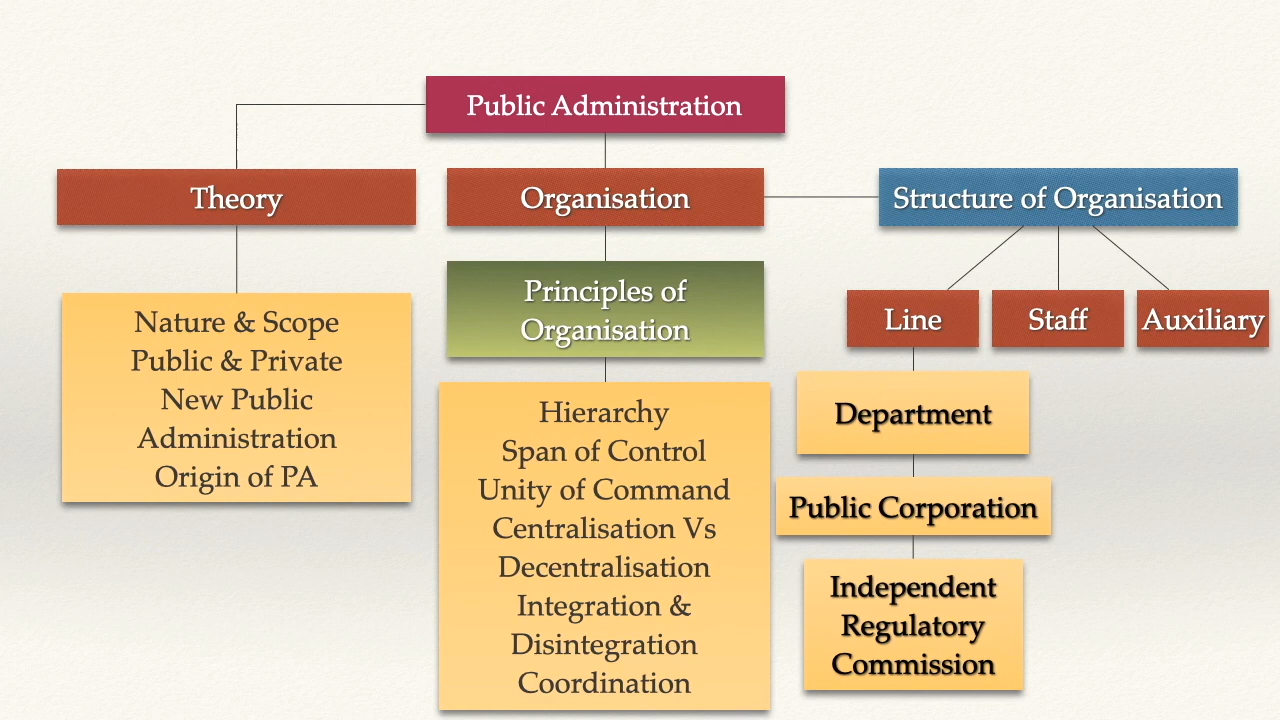 Public Administration
Theory
Organisation
Structure of Organisation
Nature & Scope
Public & Private
New Public
Administration
Origin of PA
Principles of
Organisation
Hierarchy
Span of Control
Unity of Command
Centralisation Vs
Decentralisation
Integration &
Disintegration
Coordination
Line
Staff
Auxiliary
Department
Public Corporation
Independent
Regulatory
Commission